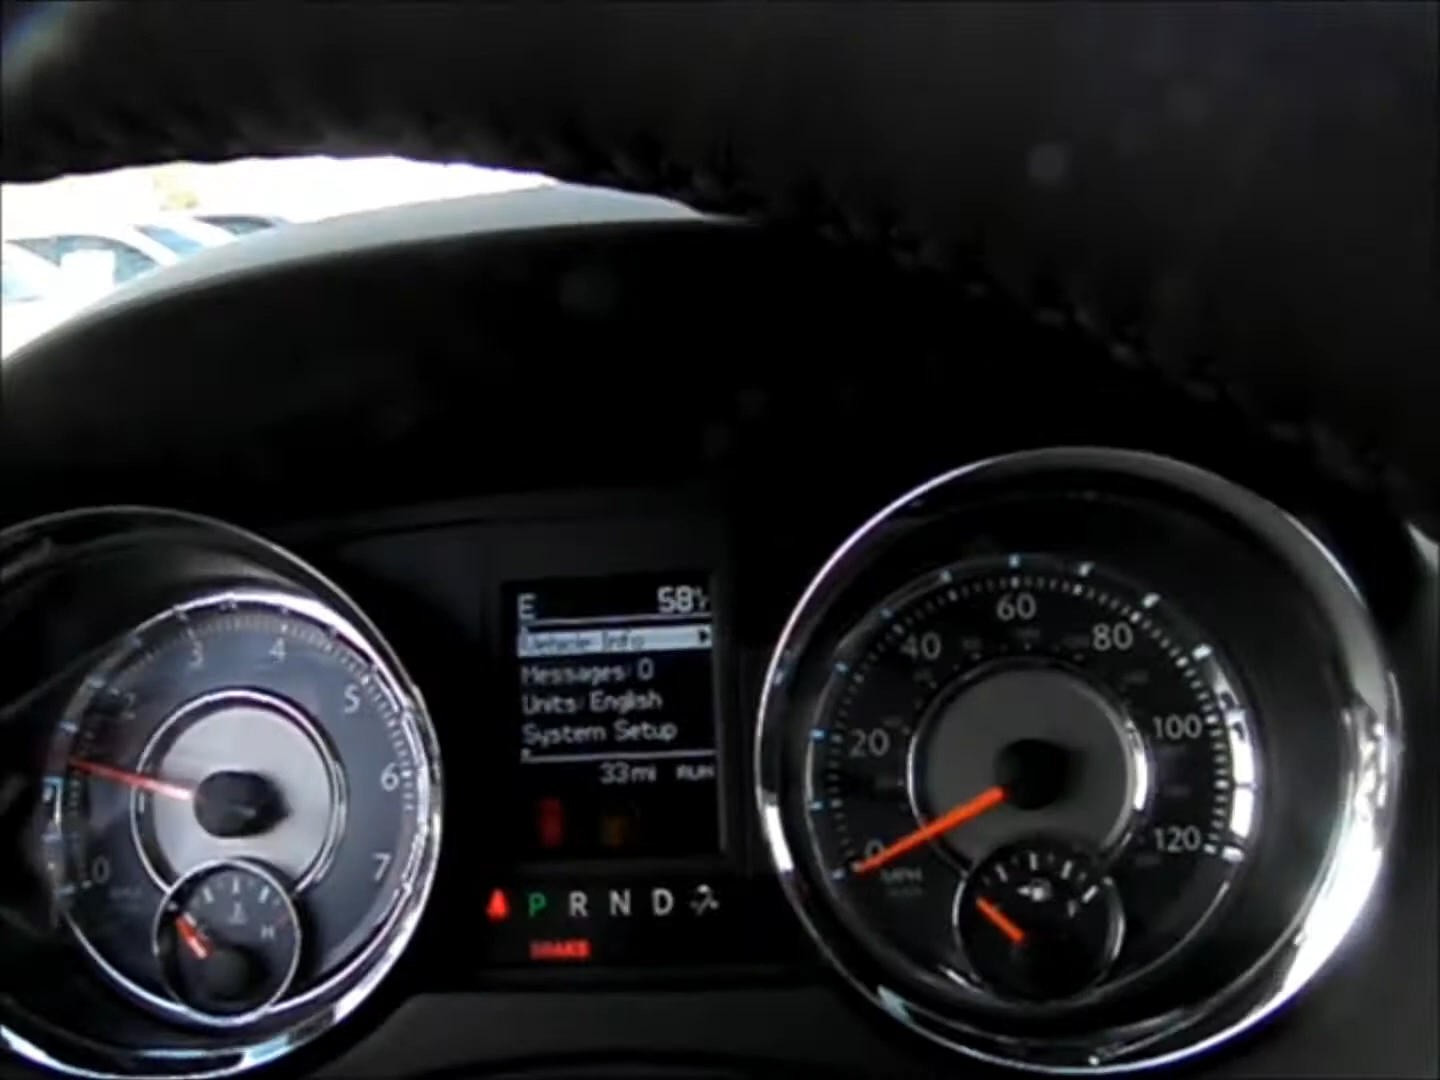 E 58°F
Vehicle Info
Messages: 0
Units: English
System Setup
33mi RUN
P R N D
BRAKE
0 2 3 4 5 6 7
H
0 20 40 60 80 100 120
MPH
F